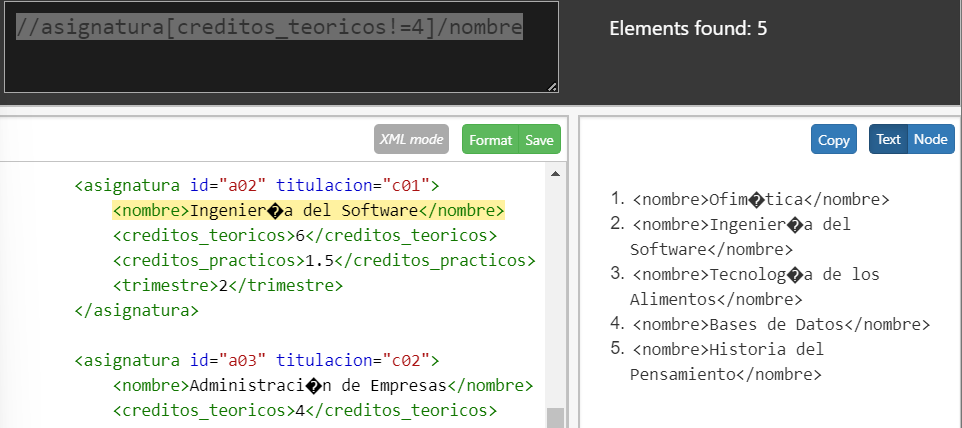 //asignatura[creditos_teoricos!=4]/nombre
Elements found: 5
XML mode
Format
Save
<asignatura id="a02" titulacion="c01">
<nombre>Ingenier�a del Software</nombre>
<creditos_teoricos>6</creditos_teoricos>
<creditos_practicos>1.5</creditos_practicos>
<trimestre>2</trimestre>
</asignatura>
<asignatura id="a03" titulacion="c02">
<nombre>Administraci�n de Empresas</nombre>
<creditos_teoricos>4</creditos_teoricos>
Copy
Text
Node
1. <nombre>Ofim�tica</nombre>
2. <nombre>Ingenier�a del
Software</nombre>
3. <nombre>Tecnolog�a de los
Alimentos</nombre>
4. <nombre>Bases de Datos</nombre>
5. <nombre>Historia del
Pensamiento</nombre>